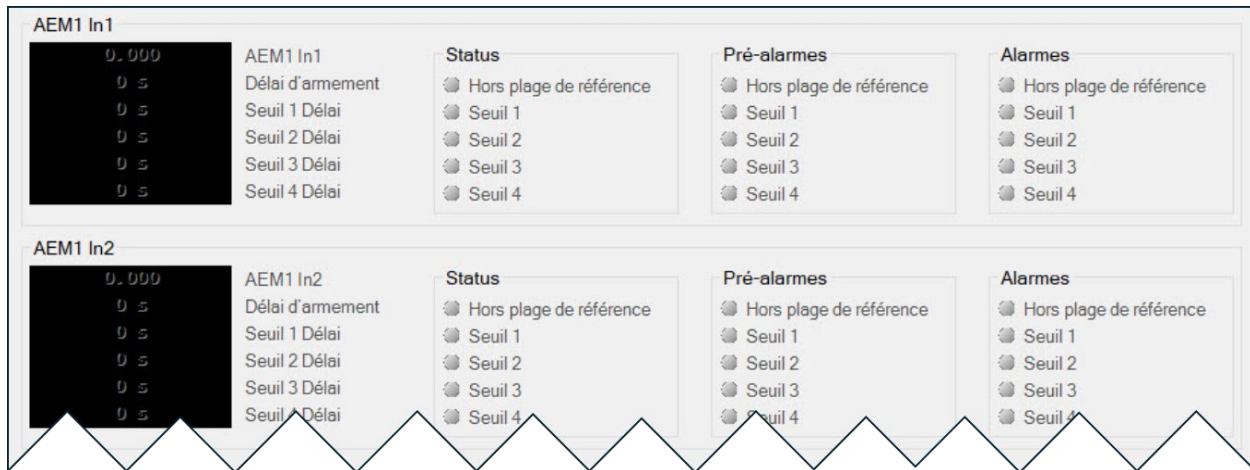 AEM1 In1
0.000 AEM1 In1
0 s Délai d'armement
0 s Seuil 1 Délai
0 s Seuil 2 Délai
0 s Seuil 3 Délai
0 s Seuil 4 Délai
Status
Hors plage de référence
Seuil 1
Seuil 2
Seuil 3
Seuil 4
Pré-alarmes
Hors plage de référence
Seuil 1
Seuil 2
Seuil 3
Seuil 4
Alarmes
Hors plage de référence
Seuil 1
Seuil 2
Seuil 3
Seuil 4
AEM1 In2
0.000 AEM1 In2
0 s Délai d'armement
0 s Seuil 1 Délai
0 s Seuil 2 Délai
0 s Seuil 3 Délai
0 s Seuil 4 Délai
Status
Hors plage de référence
Seuil 1
Seuil 2
Seuil 3
Seuil 4
Pré-alarmes
Hors plage de référence
Seuil 1
Seuil 2
Seuil 3
Seuil 4
Alarmes
Hors plage de référence
Seuil 1
Seuil 2
Seuil 3
Seuil 4